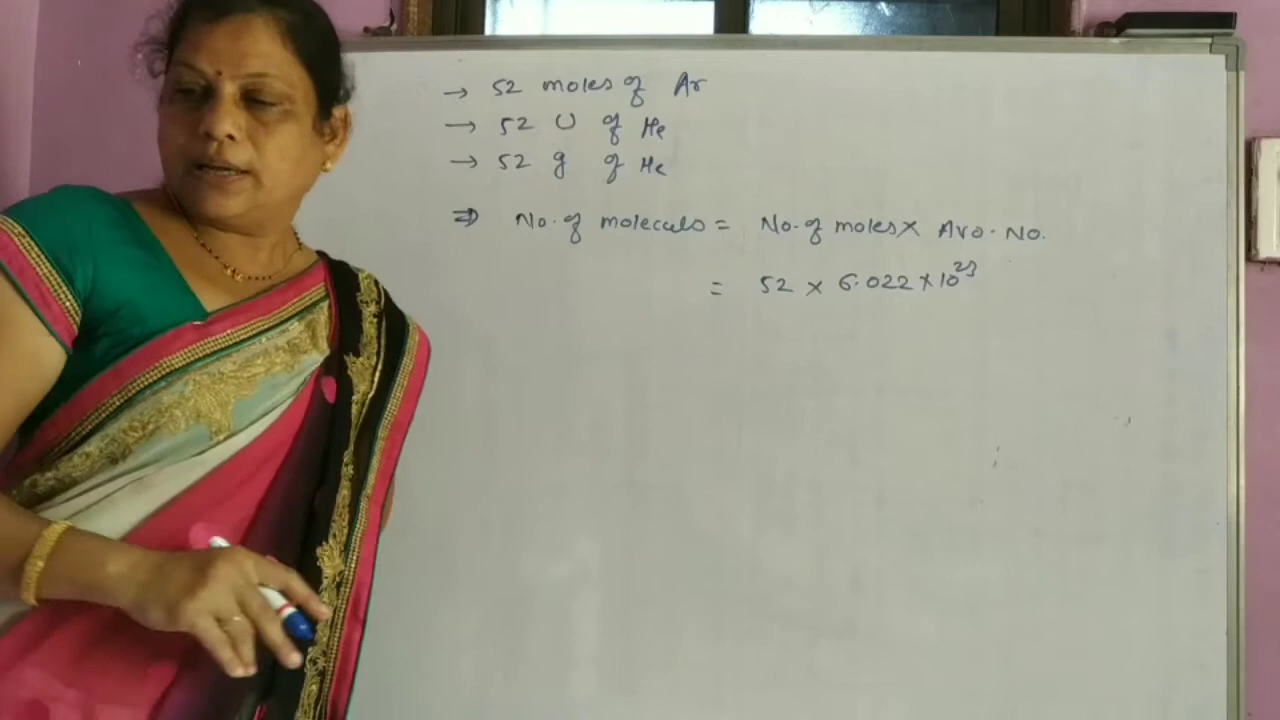 → 52 moles of Ar
→ 52 U of He
→ 52 g of He
⇒ No. of molecules = No. of moles × Avo. No.
= 52 × 6.022 × 10²³